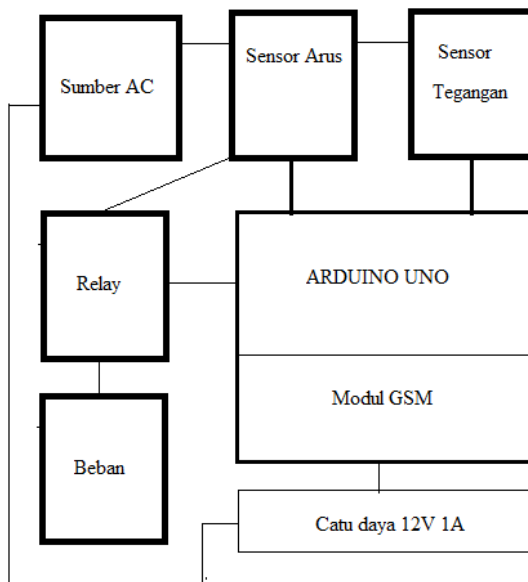 Sumber AC
Sensor Arus
Sensor
Tegangan
Relay
ARDUINO UNO
Modul GSM
Beban
Catu daya 12V 1A